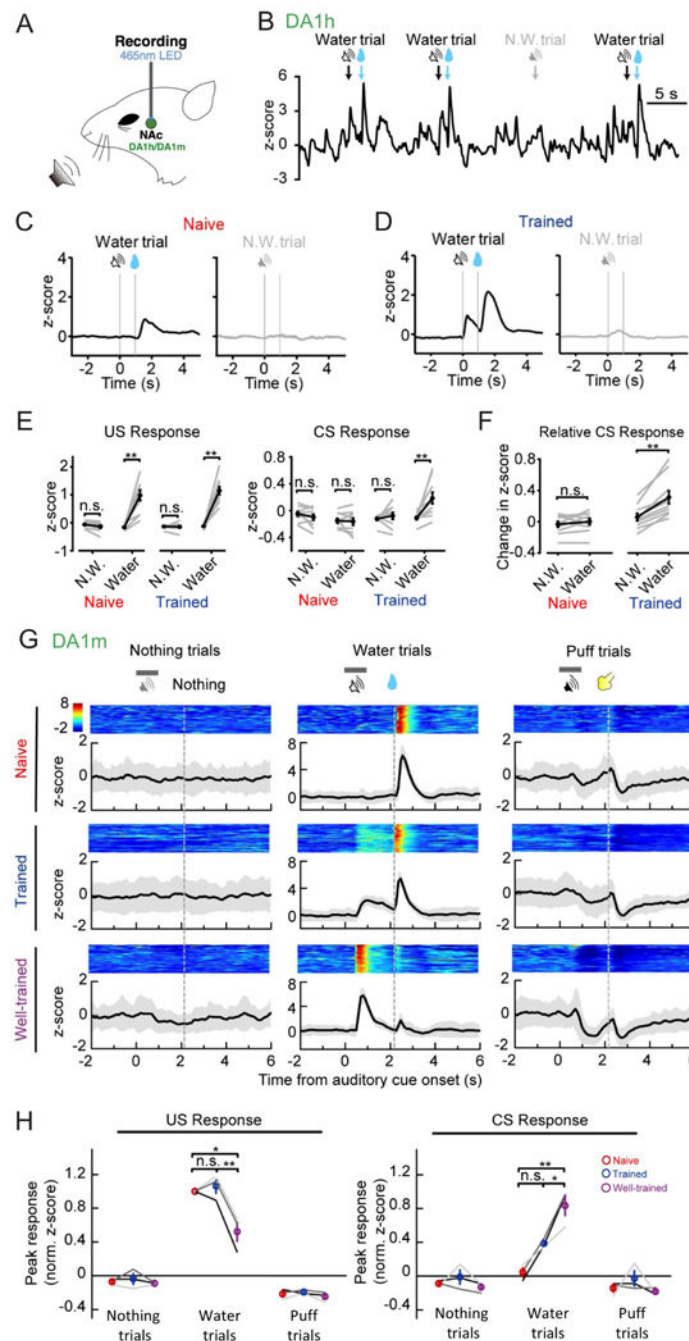 A
Recording
465nm LED
NAc
DA1h/DA1m
B DA1h
Water trial Water trial N.W. trial Water trial
5 s
6
3
0
-3
z-score
C Naive
Water trial N.W. trial
z-score
4
2
0
-2 0 2 4 -2 0 2 4
Time (s) Time (s)
D Trained
Water trial N.W. trial
z-score
4
2
0
-2 0 2 4 -2 0 2 4
Time (s) Time (s)
E US Response CS Response
z-score
2
1
0
-1
n.s. ** n.s. **
N.W. Water N.W. Water
Naive Trained
0.8
0.4
0
-0.4
n.s. n.s. n.s. **
N.W. Water N.W. Water
Naive Trained
F Relative CS Response
Change in z-score
0.8
0.4
0
-0.4
n.s. **
N.W. Water N.W. Water
Naive Trained
G DA1m
Nothing trials Water trials Puff trials
Nothing
8
-2
Naive
z-score
2
0
-2
8
4
0
2
0
-2
Trained
z-score
2
0
-2
8
4
0
2
0
-2
Well-trained
z-score
2
0
-2
8
4
0
2
0
-2
-2 0 2 4 6 -2 0 2 4 6 -2 0 2 4 6
Time from auditory cue onset (s)
H US Response CS Response
Peak response
(norm. z-score)
1.2
0.8
0.4
0
-0.4
*
n.s. **
Nothing trials Water trials Puff trials
Peak response
(norm. z-score)
1.2
0.8
0.4
0
-0.4
**
n.s. *
Naive
Trained
Well-trained
Nothing trials Water trials Puff trials